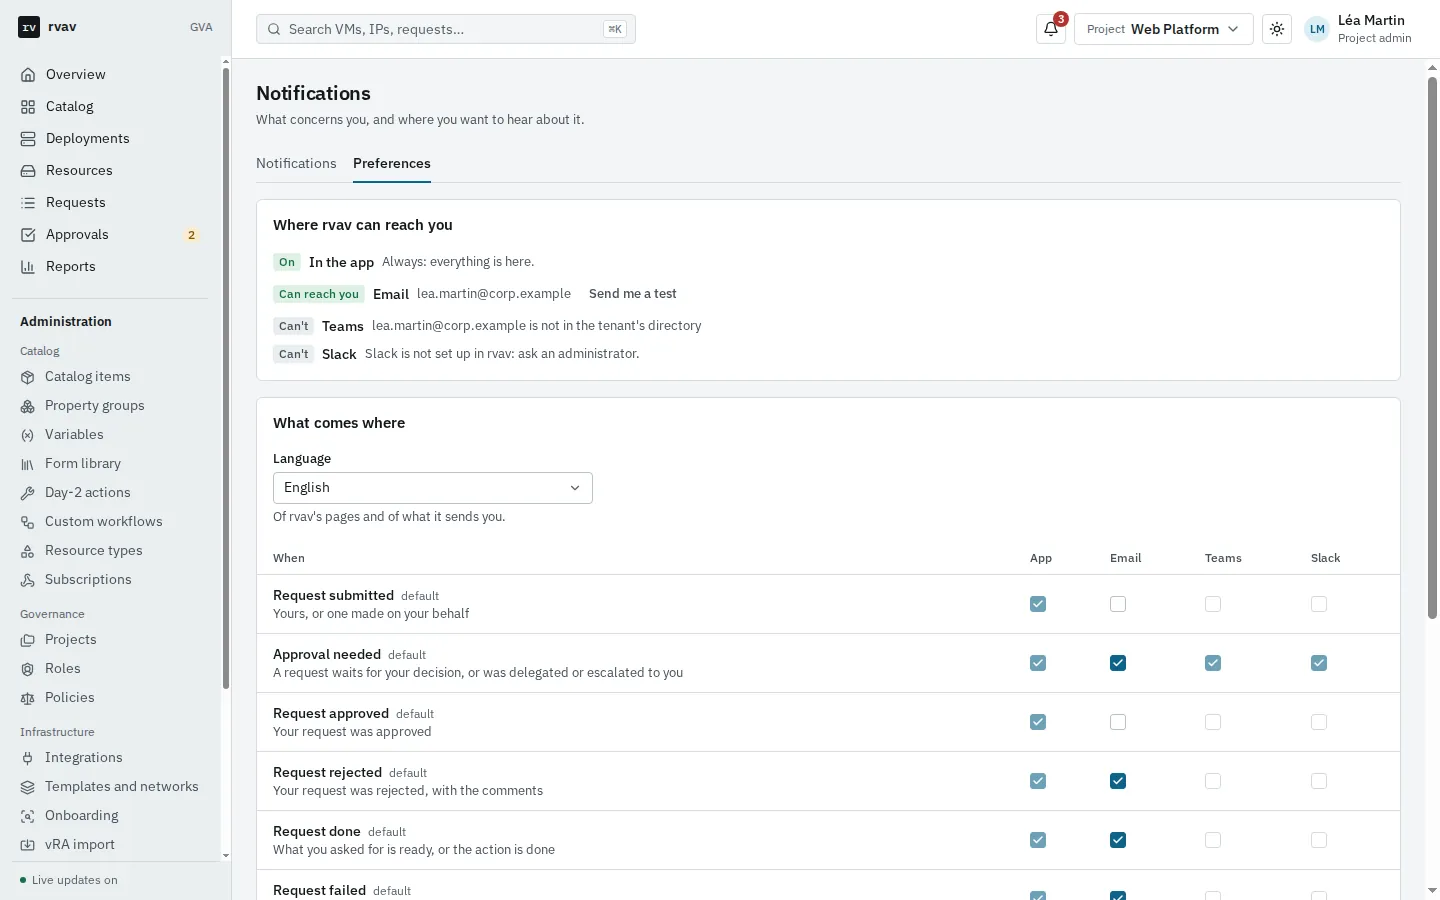 rv rvav GVA
Search VMs, IPs, requests... ⌘K
3
Project Web Platform
LM
Léa Martin
Project admin
Overview
Catalog
Deployments
Resources
Requests
Approvals 2
Reports
Administration
Catalog
Catalog items
Property groups
Variables
Form library
Day-2 actions
Custom workflows
Resource types
Subscriptions
Governance
Projects
Roles
Policies
Infrastructure
Integrations
Templates and networks
Onboarding
vRA import
Live updates on
Notifications
What concerns you, and where you want to hear about it.
Notifications Preferences
Where rvav can reach you
On In the app Always: everything is here.
Can reach you Email lea.martin@corp.example Send me a test
Can't Teams lea.martin@corp.example is not in the tenant's directory
Can't Slack Slack is not set up in rvav: ask an administrator.
What comes where
Language
English
Of rvav's pages and of what it sends you.
When App Email Teams Slack
Request submitted default
Yours, or one made on your behalf
Approval needed default
A request waits for your decision, or was delegated or escalated to you
Request approved default
Your request was approved
Request rejected default
Your request was rejected, with the comments
Request done default
What you asked for is ready, or the action is done
Request failed default